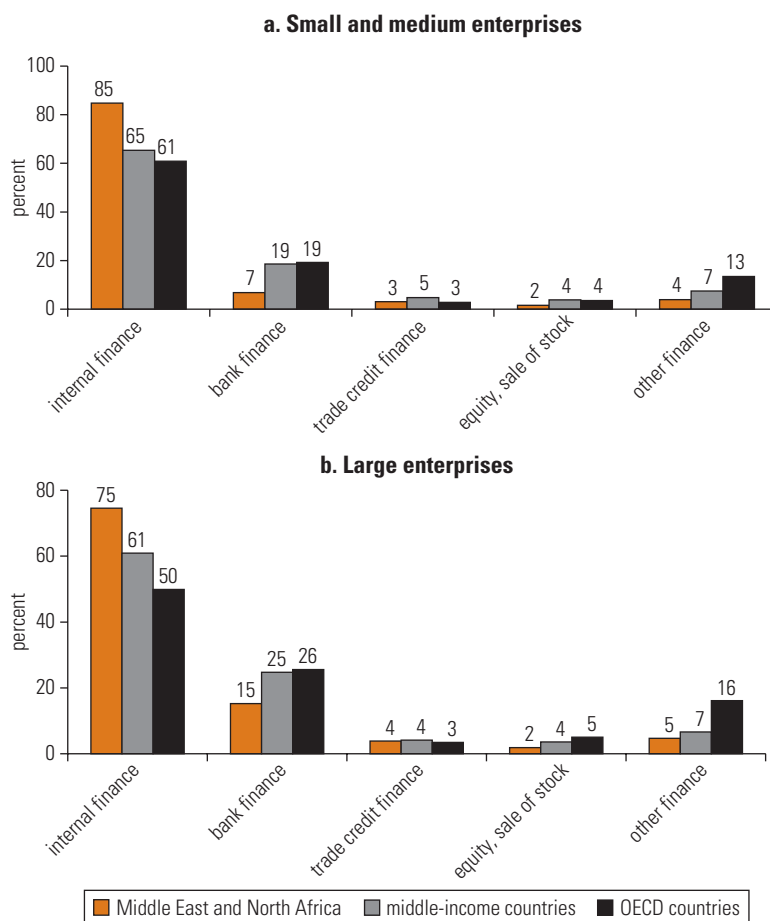 a. Small and medium enterprises
percent
100
80
60
40
20
0
85
65
61
7
19
19
3
5
3
2
4
4
4
7
13
internal finance
bank finance
trade credit finance
equity, sale of stock
other finance
b. Large enterprises
percent
80
60
40
20
0
75
61
50
15
25
26
4
4
3
2
4
5
5
7
16
internal finance
bank finance
trade credit finance
equity, sale of stock
other finance
Middle East and North Africa middle-income countries OECD countries